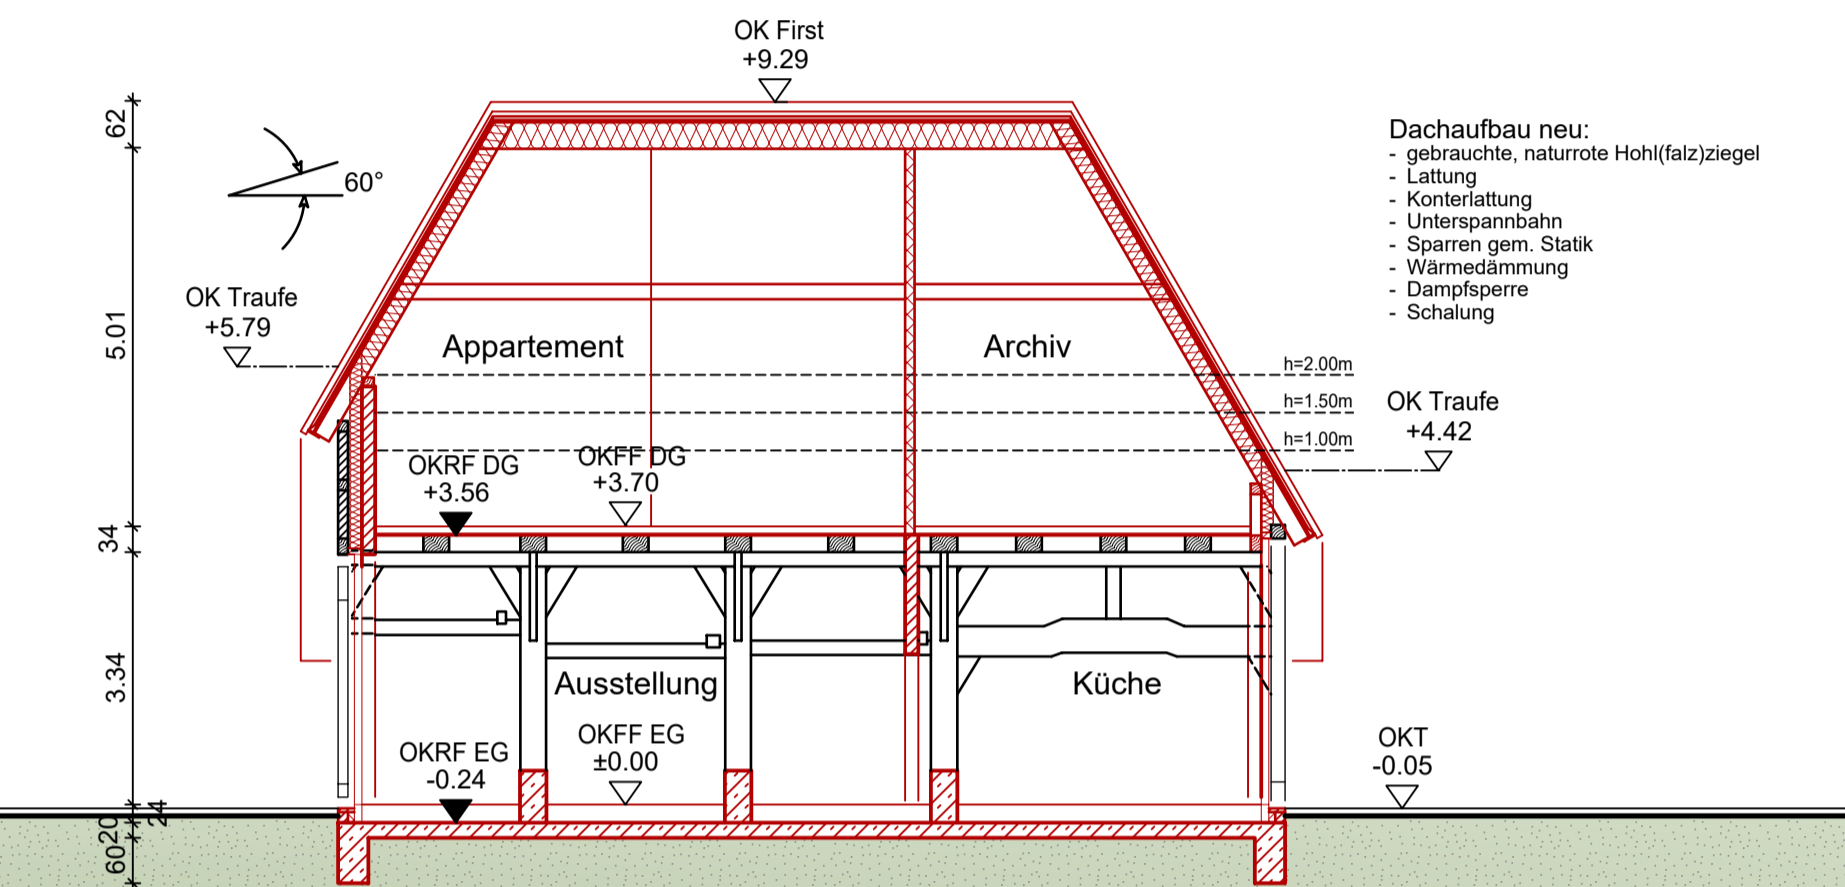 OK First
+9.29
62
60°
Dachaufbau neu:
- gebrauchte, naturrote Hohl(falz)ziegel
- Lattung
- Konterlattung
- Unterspannbahn
- Sparren gem. Statik
- Wärmedämmung
- Dampfsperre
- Schalung
OK Traufe
+5.79
5.01
Appartement
Archiv
h=2.00m
h=1.50m
h=1.00m
OK Traufe
+4.42
OKRF DG
+3.56
OKFF DG
+3.70
34
3.34
Ausstellung
Küche
OKRF EG
-0.24
OKFF EG
±0.00
OKT
-0.05
24
20
60